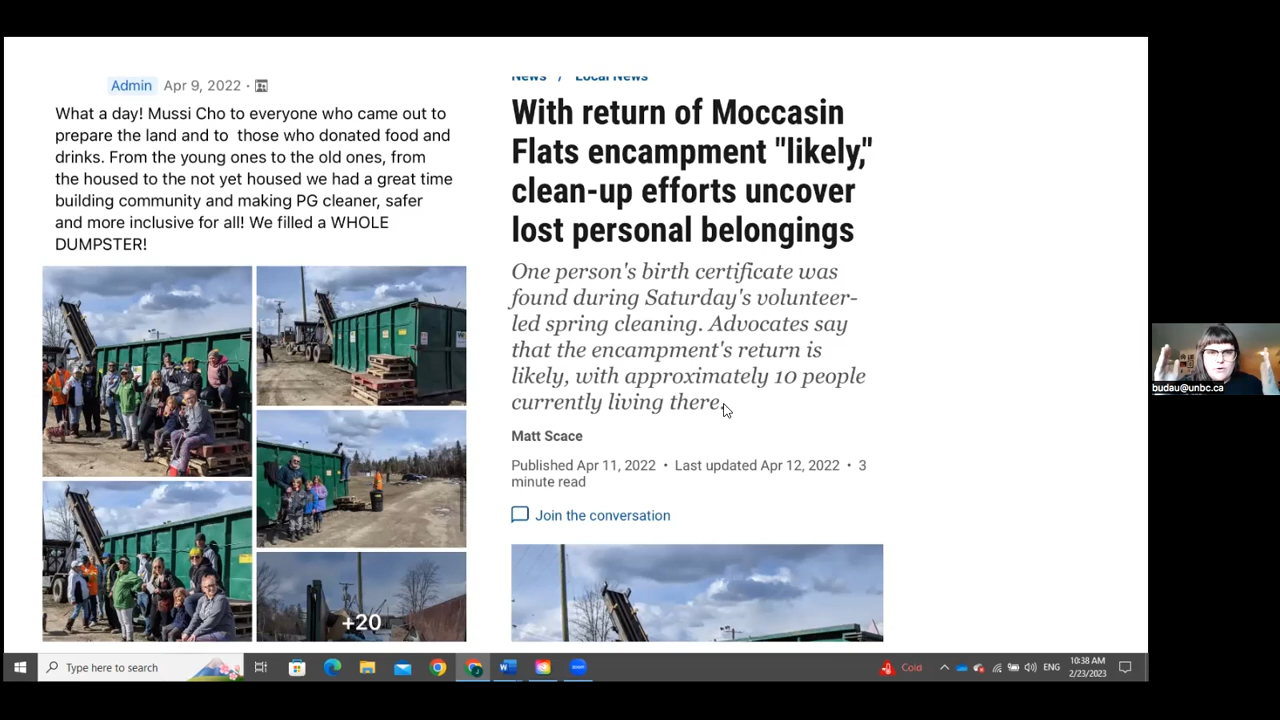 Admin Apr 9, 2022 ·
What a day! Mussi Cho to everyone who came out to
prepare the land and to those who donated food and
drinks. From the young ones to the old ones, from
the housed to the not yet housed we had a great time
building community and making PG cleaner, safer
and more inclusive for all! We filled a WHOLE
DUMPSTER!
+20
News / Local News
With return of Moccasin
Flats encampment "likely,"
clean-up efforts uncover
lost personal belongings
One person's birth certificate was
found during Saturday's volunteer-
led spring cleaning. Advocates say
that the encampment's return is
likely, with approximately 10 people
currently living there.
Matt Scace
Published Apr 11, 2022 • Last updated Apr 12, 2022 • 3
minute read
Join the conversation
budau@unbc.ca
Type here to search
Cold
ENG
10:38 AM
2/23/2023